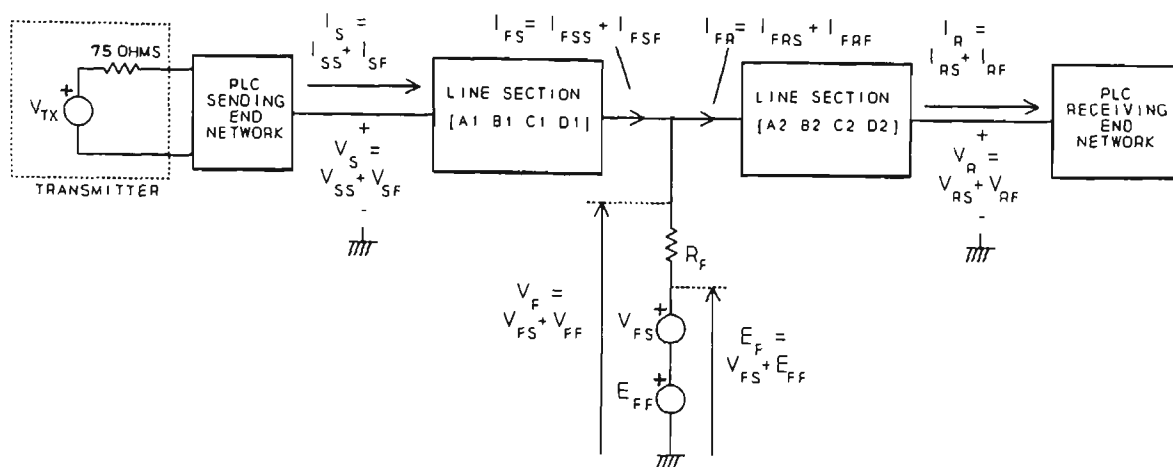 I_S =
I_SS + I_SF
I_FS = I_FSS + I_FSF
I_FR = I_FRS + I_FRF
I_R =
I_RS + I_RF
75 OHMS
V_TX
+
TRANSMITTER
PLC
SENDING
END
NETWORK
+
V_S =
V_SS + V_SF
-
LINE SECTION
[A1 B1 C1 D1]
LINE SECTION
[A2 B2 C2 D2]
+
V_R =
V_RS + V_RF
-
PLC
RECEIVING
END
NETWORK
R_F
V_F =
V_FS + V_FF
+
V_FS
+
E_FF
E_F =
V_FS + E_FF